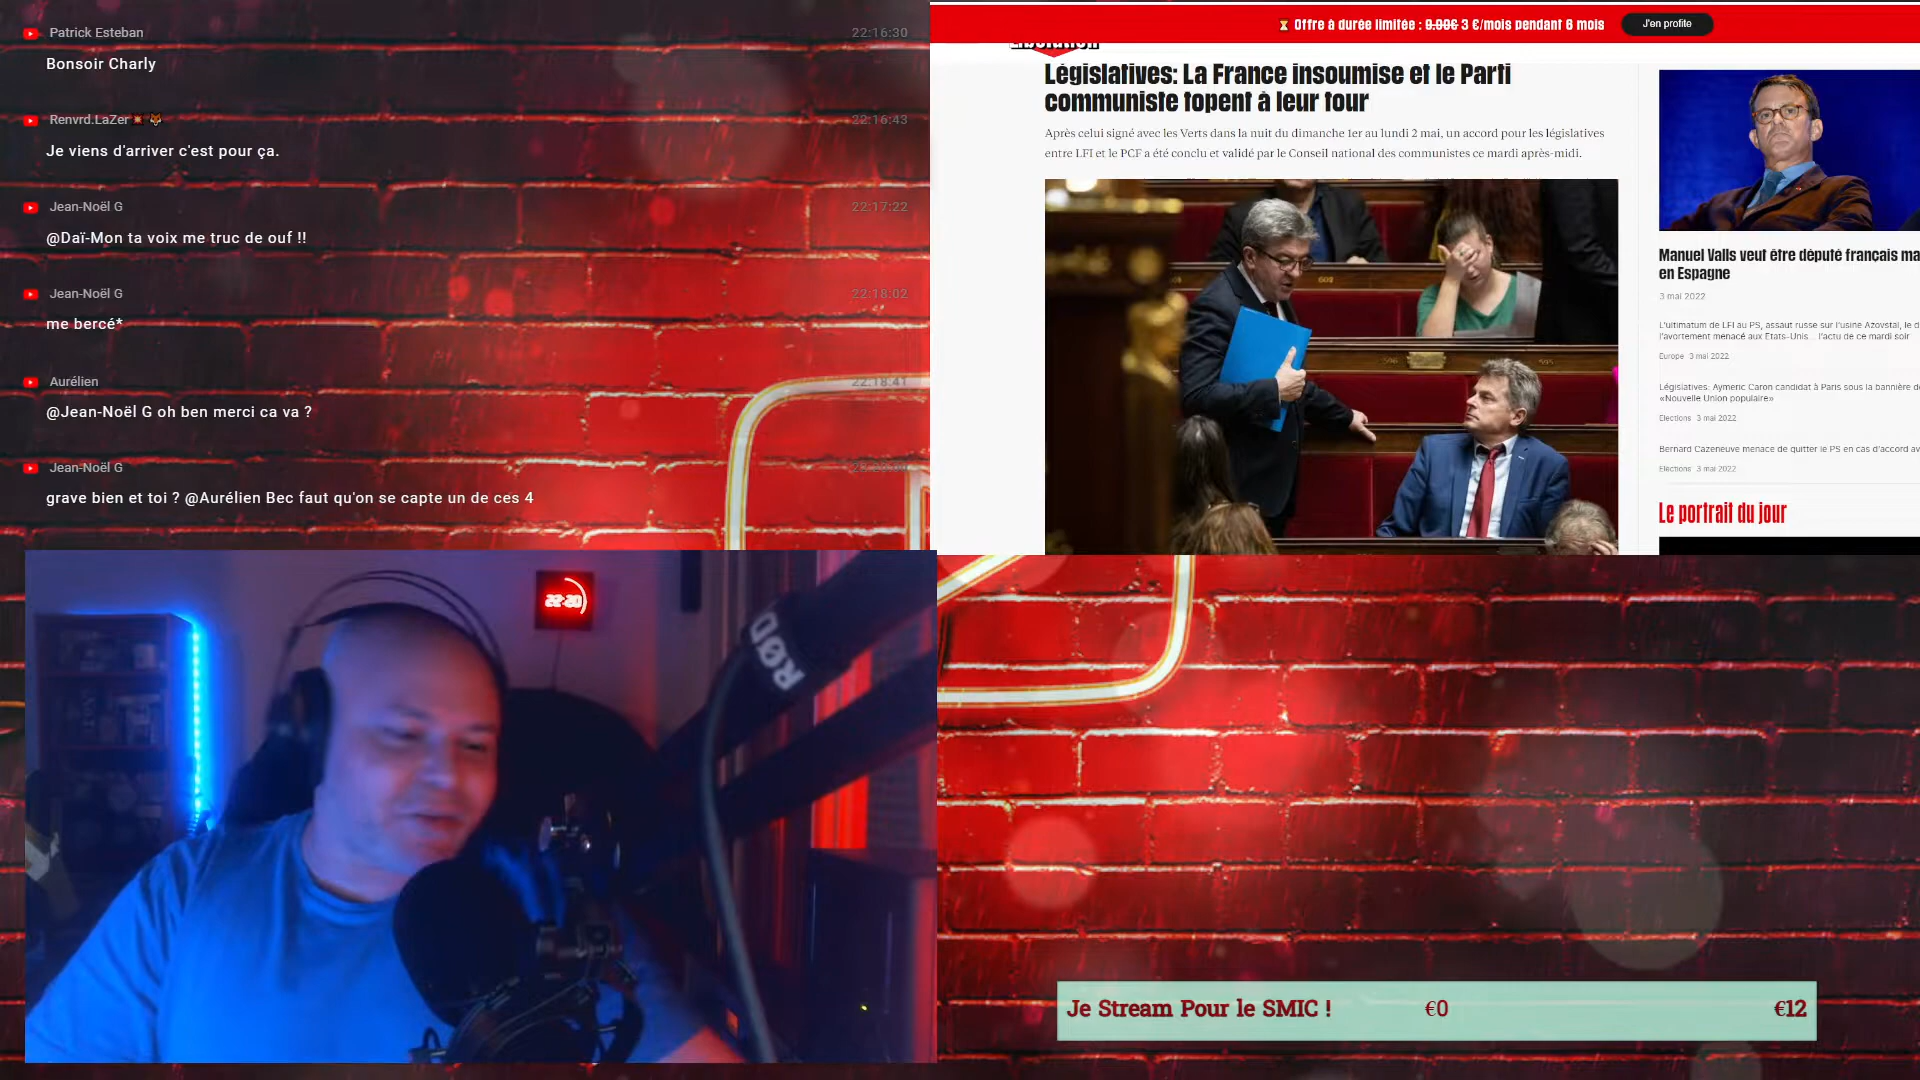 Patrick Esteban 22:16:30
Bonsoir Charly
Renvrd.LaZer 22:16:43
Je viens d'arriver c'est pour ça.
Jean-Noël G 22:17:22
@Daï-Mon ta voix me truc de ouf !!
Jean-Noël G 22:18:02
me bercé*
Aurélien 22:18:41
@Jean-Noël G oh ben merci ca va ?
Jean-Noël G
grave bien et toi ? @Aurélien Bec faut qu'on se capte un de ces 4
Offre à durée limitée : 9.90€ 3 €/mois pendant 6 mois
J'en profite
Libération
Législatives: La France insoumise et le Parti
communiste topent à leur tour
Après celui signé avec les Verts dans la nuit du dimanche 1er au lundi 2 mai, un accord pour les législatives
entre LFI et le PCF a été conclu et validé par le Conseil national des communistes ce mardi après-midi.
609
595
Manuel Valls veut être député français ma
en Espagne
3 mai 2022
L'ultimatum de LFI au PS, assaut russe sur l'usine Azovstal, le d
l'avortement menacé aux Etats-Unis… l'actu de ce mardi soir
Europe 3 mai 2022
Législatives: Aymeric Caron candidat à Paris sous la bannière de
«Nouvelle Union populaire»
Elections 3 mai 2022
Bernard Cazeneuve menace de quitter le PS en cas d'accord av
Elections 3 mai 2022
Le portrait du jour
22:20
RØD
Je Stream Pour le SMIC ! €0 €12